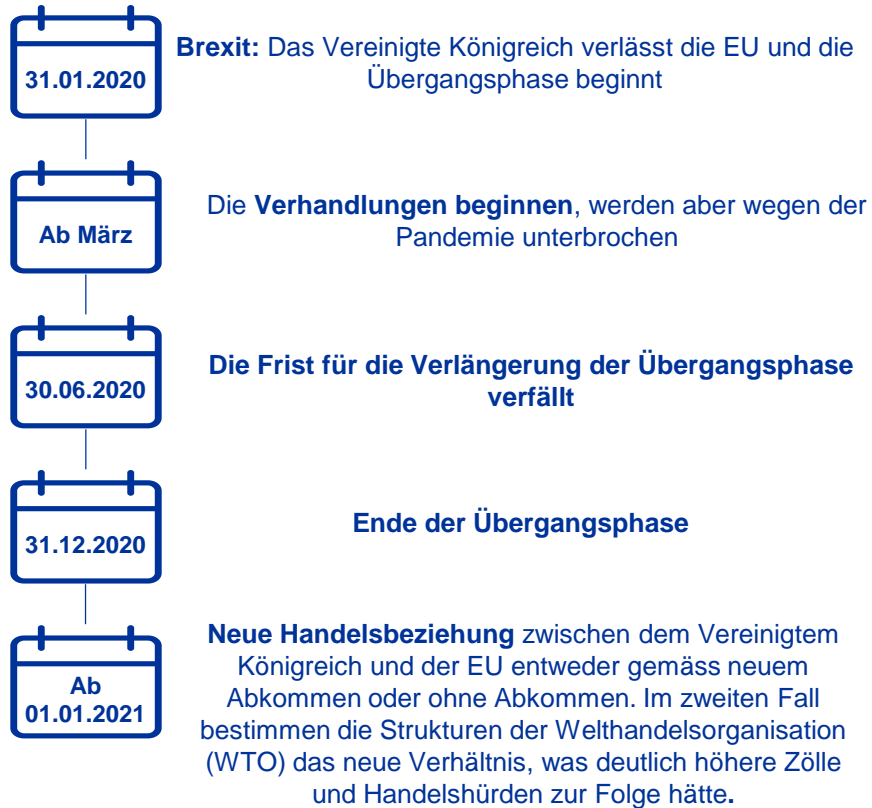 31.01.2020
Brexit: Das Vereinigte Königreich verlässt die EU und die
Übergangsphase beginnt
Ab März
Die Verhandlungen beginnen, werden aber wegen der
Pandemie unterbrochen
30.06.2020
Die Frist für die Verlängerung der Übergangsphase
verfällt
31.12.2020
Ende der Übergangsphase
Ab
01.01.2021
Neue Handelsbeziehung zwischen dem Vereinigtem
Königreich und der EU entweder gemäss neuem
Abkommen oder ohne Abkommen. Im zweiten Fall
bestimmen die Strukturen der Welthandelsorganisation
(WTO) das neue Verhältnis, was deutlich höhere Zölle
und Handelshürden zur Folge hätte.